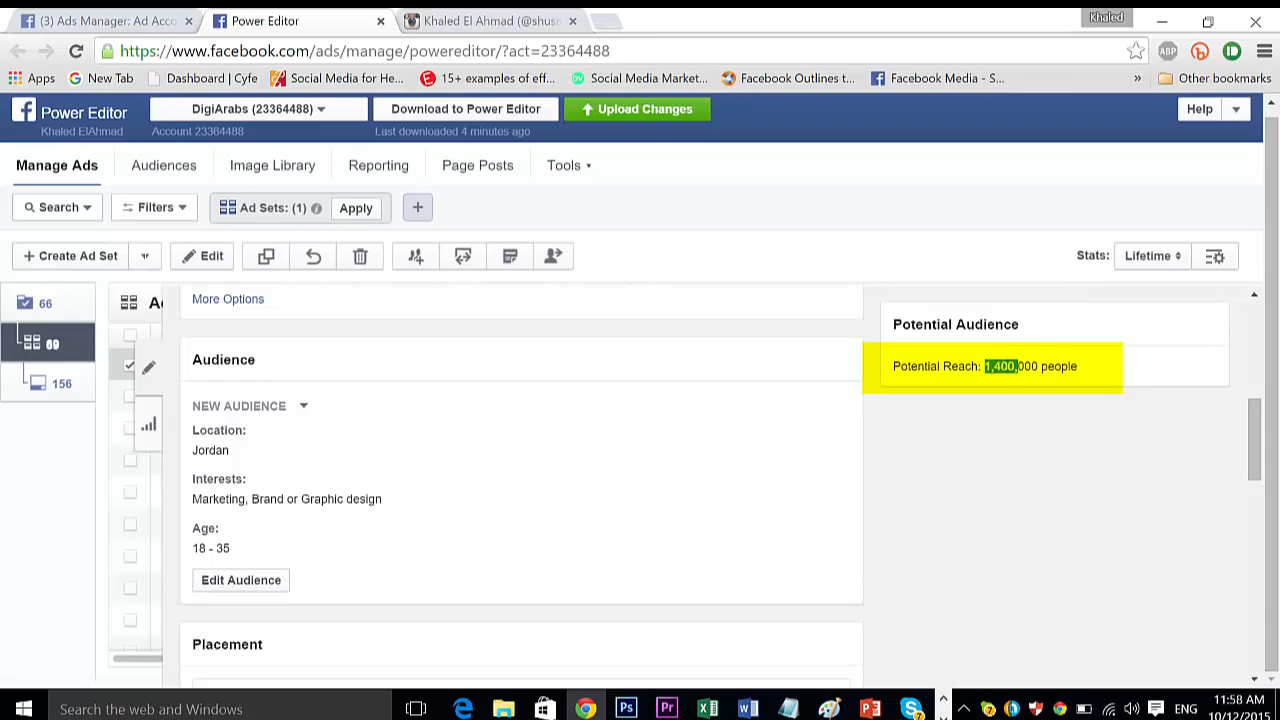 (3) Ads Manager: Ad Acco
Power Editor
Khaled El Ahmad (@shusm
Khaled
https://www.facebook.com/ads/manage/powereditor/?act=23364488
ABP
Apps
New Tab
Dashboard | Cyfe
Social Media for He...
15+ examples of eff...
Social Media Market...
Facebook Outlines t...
Facebook Media - S...
»
Other bookmarks
Power Editor
Khaled ElAhmad
DigiArabs (23364488)
Account 23364488
Download to Power Editor
Last downloaded 4 minutes ago
Upload Changes
Help
Manage Ads
Audiences
Image Library
Reporting
Page Posts
Tools
Search
Filters
Ad Sets: (1)
Apply
+
+ Create Ad Set
Edit
Stats:
Lifetime
66
69
156
More Options
Audience
NEW AUDIENCE
Location:
Jordan
Interests:
Marketing, Brand or Graphic design
Age:
18 - 35
Edit Audience
Placement
Potential Audience
Potential Reach: 1,400,000 people
Search the web and Windows
ENG
11:58 AM
10/12/2015